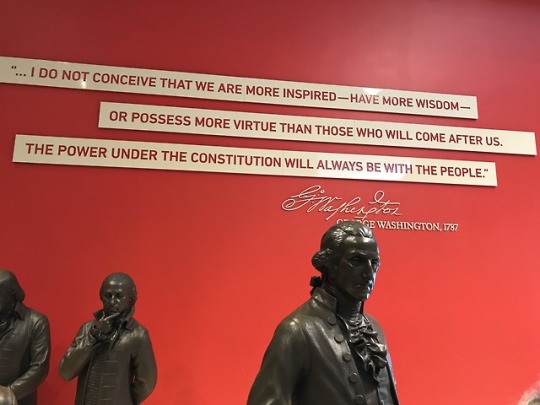 "... I DO NOT CONCEIVE THAT WE ARE MORE INSPIRED—HAVE MORE WISDOM—
OR POSSESS MORE VIRTUE THAN THOSE WHO WILL COME AFTER US.
THE POWER UNDER THE CONSTITUTION WILL ALWAYS BE WITH THE PEOPLE."
G Washington
GEORGE WASHINGTON, 1787